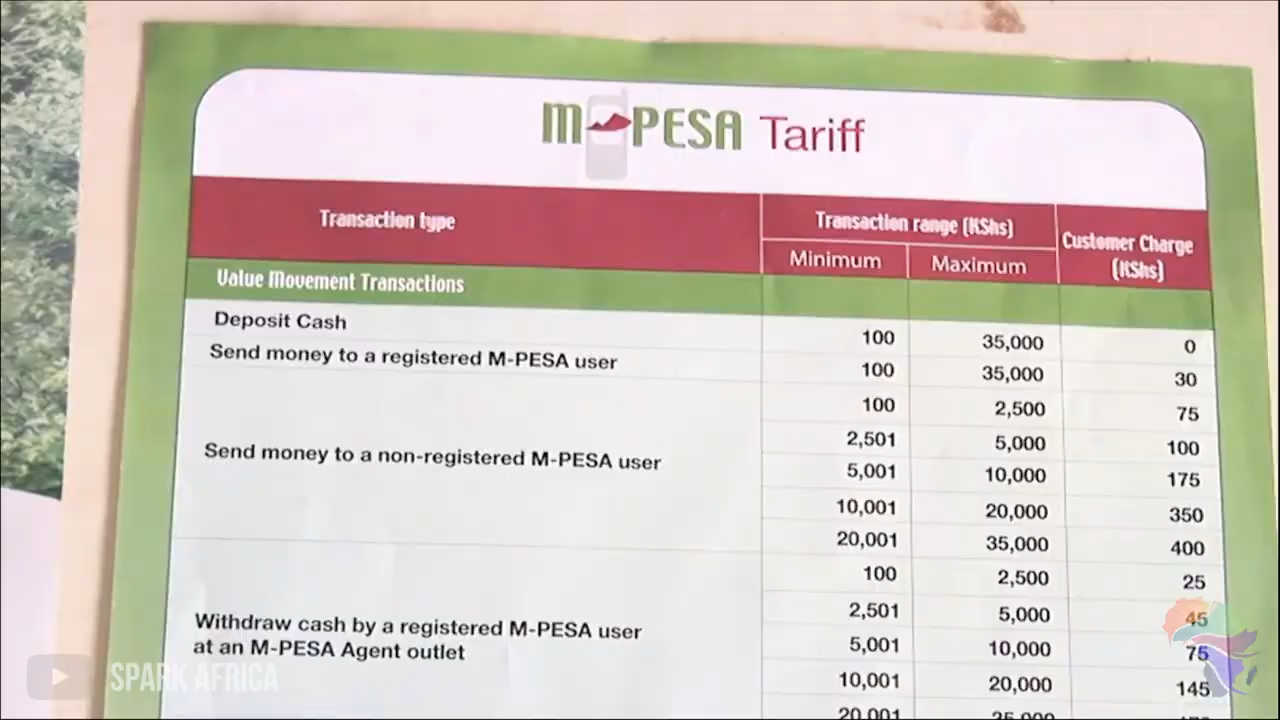 M-PESA Tariff
Transaction type
Transaction range (KShs)
Customer Charge (KShs)
Minimum Maximum
Value Movement Transactions
Deposit Cash 100 35,000 0
Send money to a registered M-PESA user 100 35,000 30
Send money to a non-registered M-PESA user
100 2,500 75
2,501 5,000 100
5,001 10,000 175
10,001 20,000 350
20,001 35,000 400
Withdraw cash by a registered M-PESA user
at an M-PESA Agent outlet
100 2,500 25
2,501 5,000 45
5,001 10,000 75
10,001 20,000 145
20,001
SPARK AFRICA